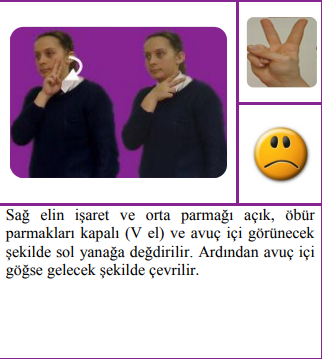 Sağ elin işaret ve orta parmağı açık, öbür
parmakları kapalı (V el) ve avuç içi görünecek
şekilde sol yanağa değdirilir. Ardından avuç içi
göğse gelecek şekilde çevrilir.